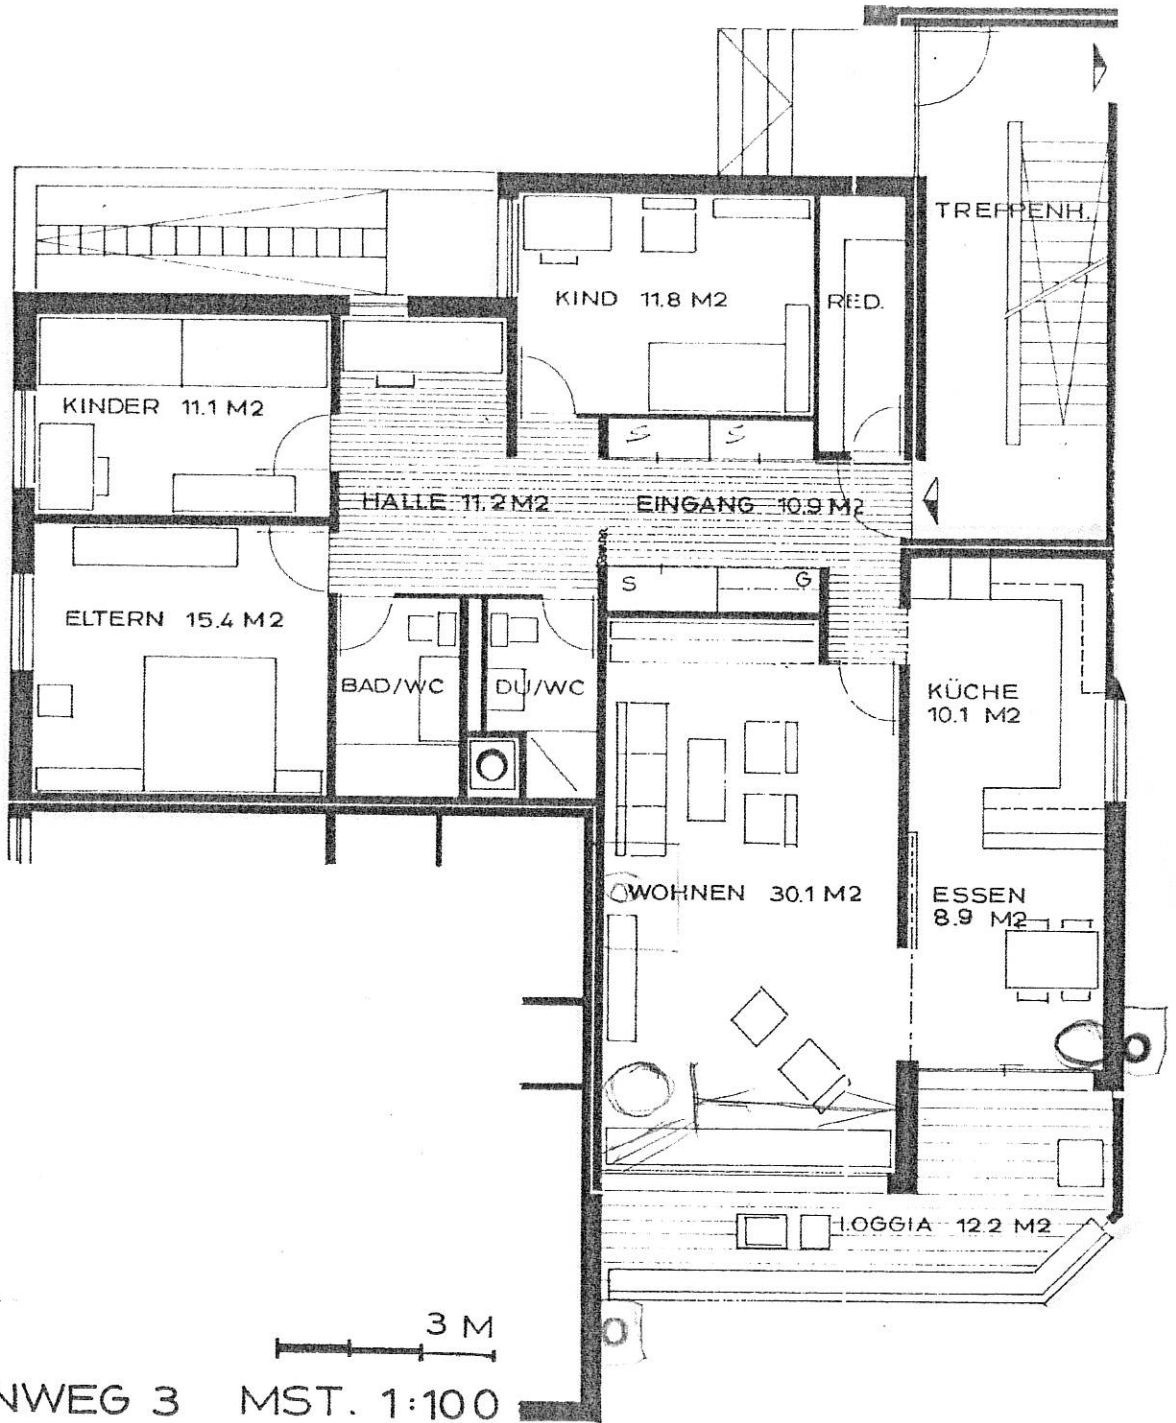 TREPPENH.
KIND 11.8 M2
RED.
KINDER 11.1 M2
S S
HALLE 11.2 M2
EINGANG 10.9 M2
S G
ELTERN 15.4 M2
BAD/WC
DU/WC
KÜCHE
10.1 M2
WOHNEN 30.1 M2
ESSEN
8.9 M2
LOGGIA 12.2 M2
3 M
NWEG 3 MST. 1:100